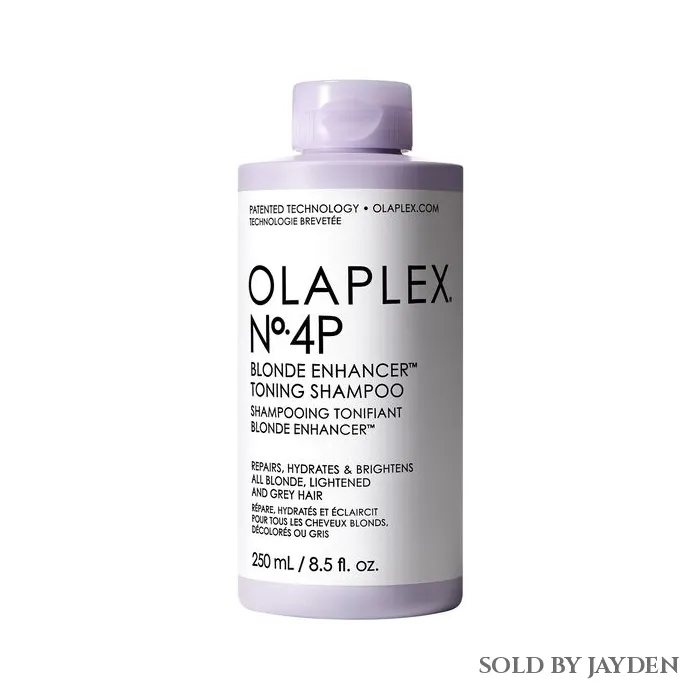 PATENTED TECHNOLOGY • OLAPLEX.COM
TECHNOLOGIE BREVETÉE
OLAPLEX®
Nº.4P
BLONDE ENHANCER™
TONING SHAMPOO
SHAMPOOING TONIFIANT
BLONDE ENHANCER™
REPAIRS, HYDRATES & BRIGHTENS
ALL BLONDE, LIGHTENED
AND GREY HAIR
RÉPARE, HYDRATÉS ET ÉCLAIRCIT
POUR TOUS LES CHEVEUX BLONDS,
DÉCOLORÉS OU GRIS
250 mL / 8.5 fl. oz.
SOLD BY JAYDEN